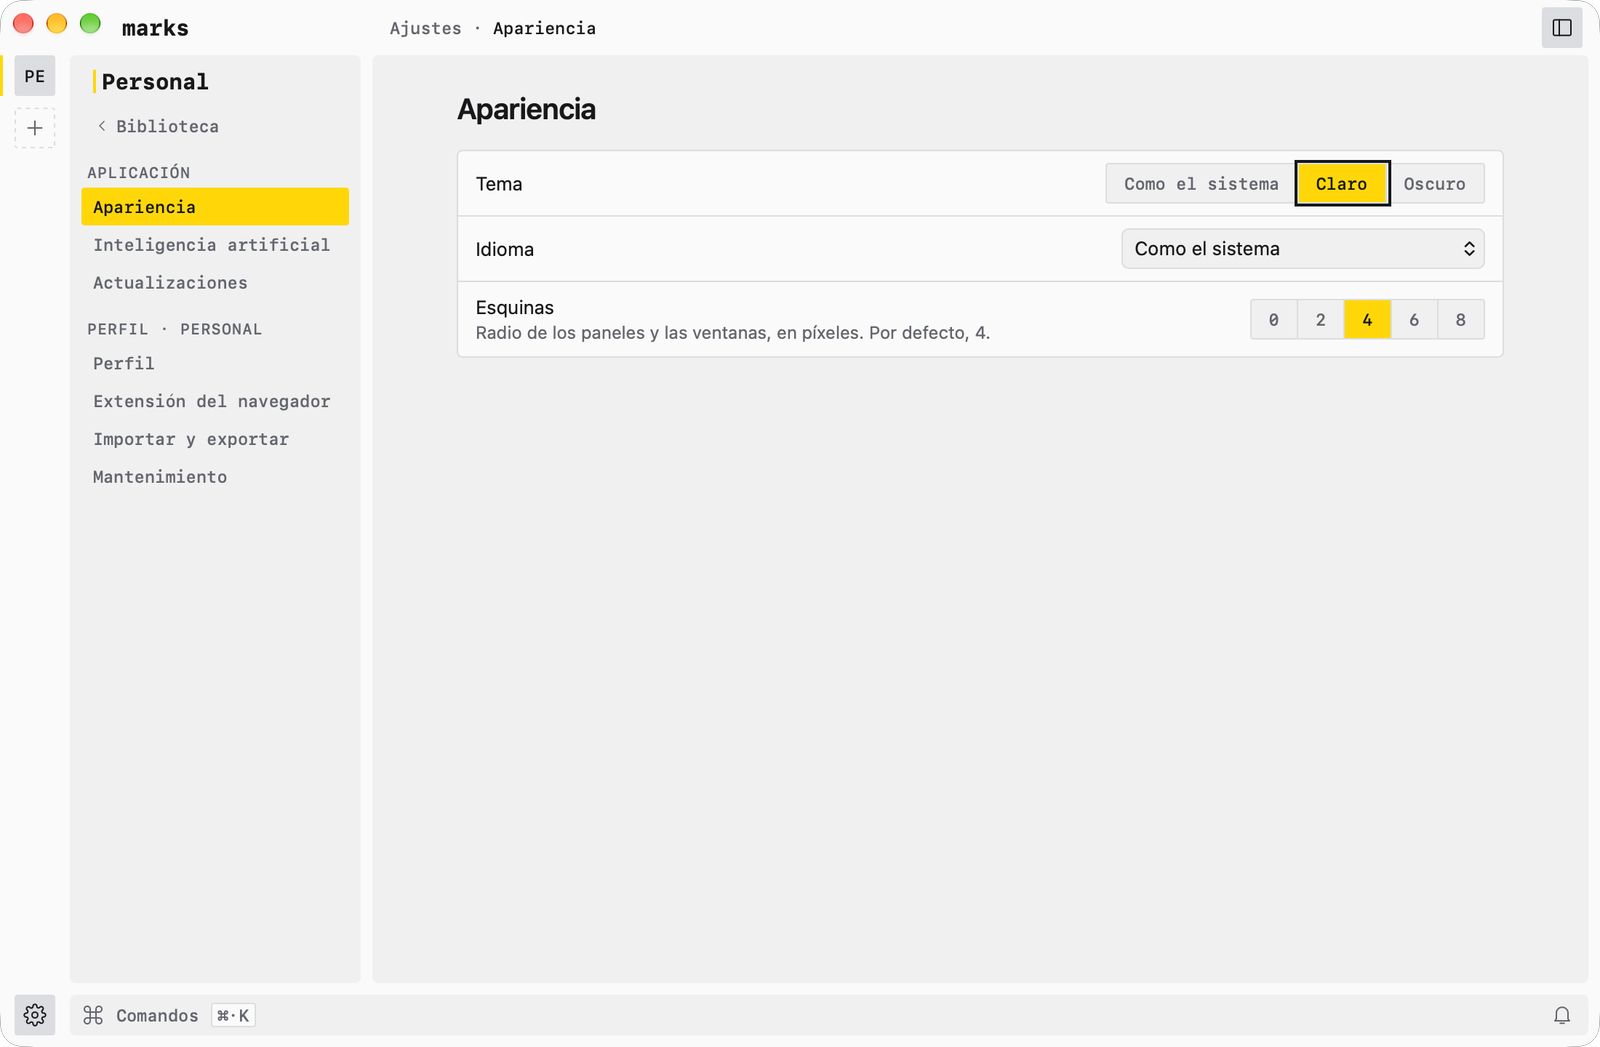 marks
Ajustes · Apariencia
PE
Personal
Biblioteca
APLICACIÓN
Apariencia
Inteligencia artificial
Actualizaciones
PERFIL · PERSONAL
Perfil
Extensión del navegador
Importar y exportar
Mantenimiento
Apariencia
Tema
Como el sistema Claro Oscuro
Idioma
Como el sistema
Esquinas
Radio de los paneles y las ventanas, en píxeles. Por defecto, 4.
0 2 4 6 8
Comandos ⌘·K